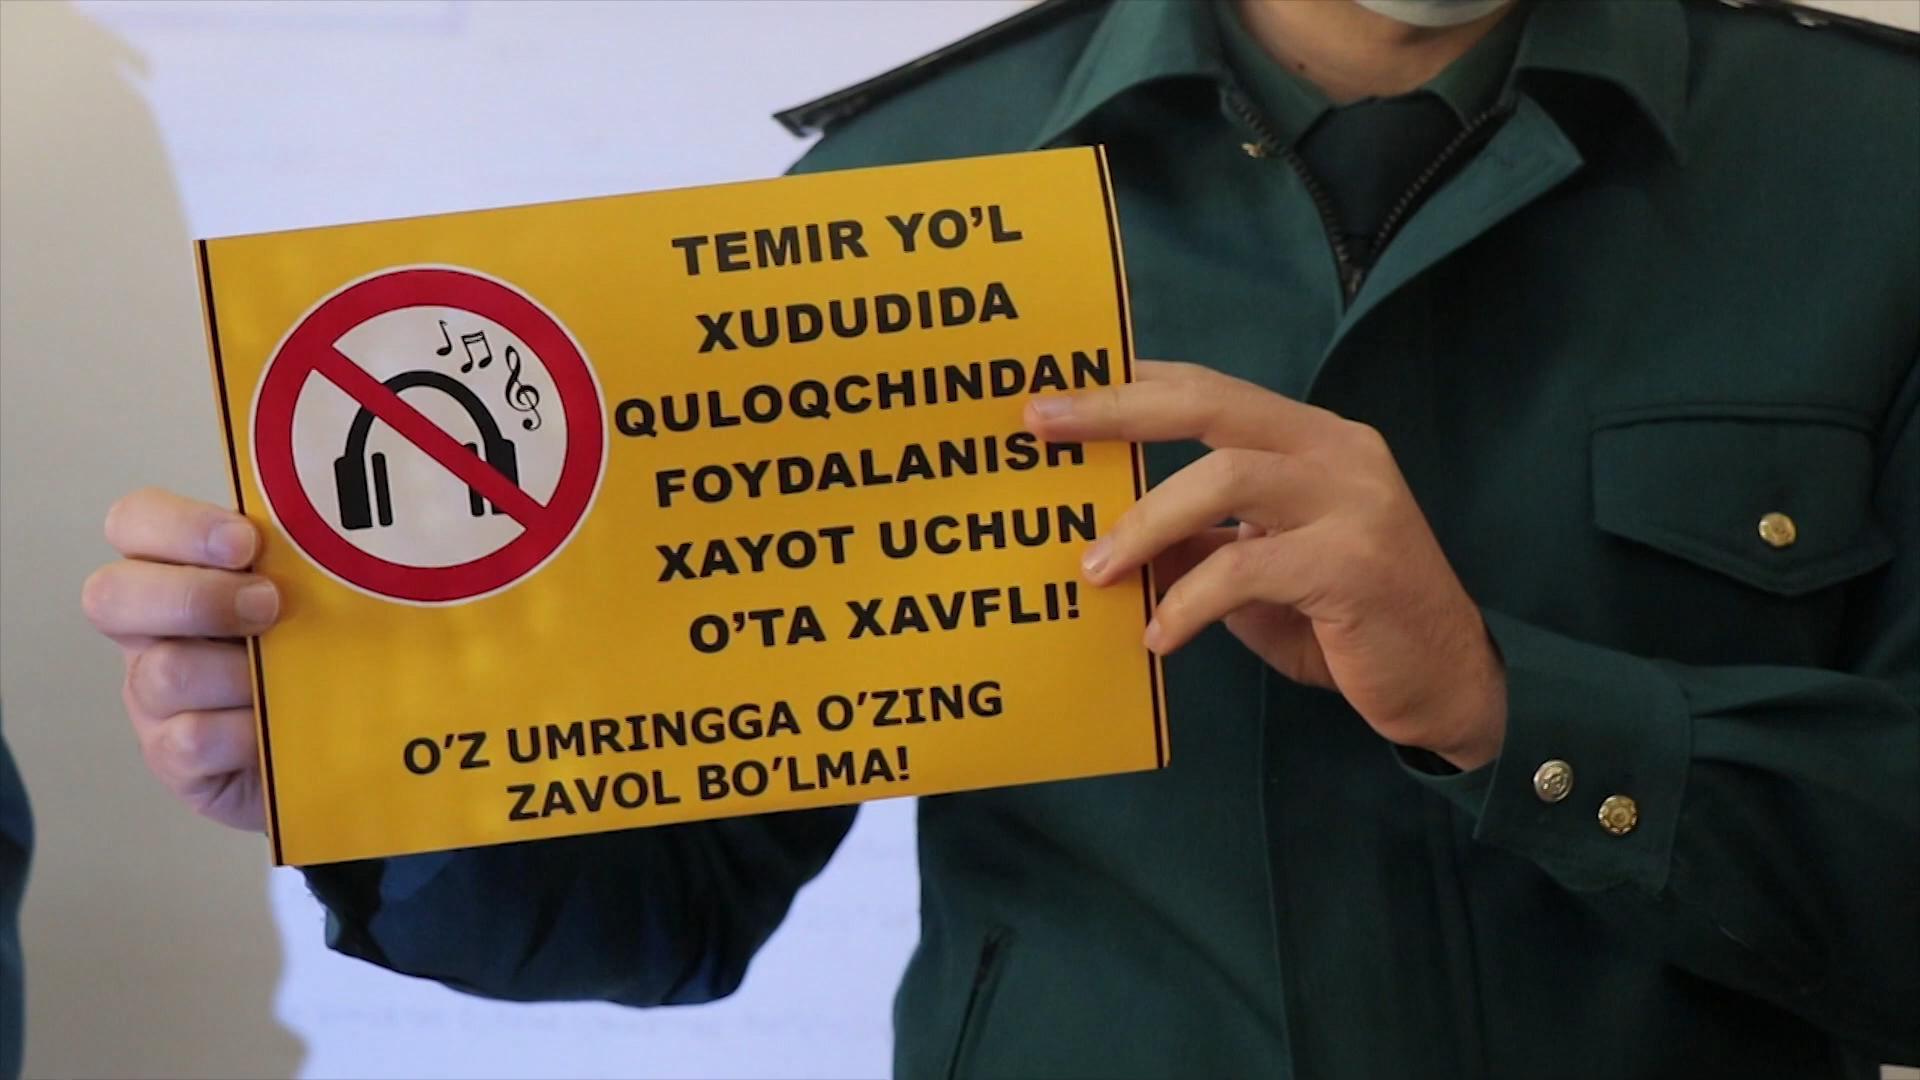 TEMIR YO’L
XUDUDIDA
QULOQCHINDAN
FOYDALANISH
XAYOT UCHUN
O’TA XAVFLI!
O’Z UMRINGGA O’ZING
ZAVOL BO’LMA!